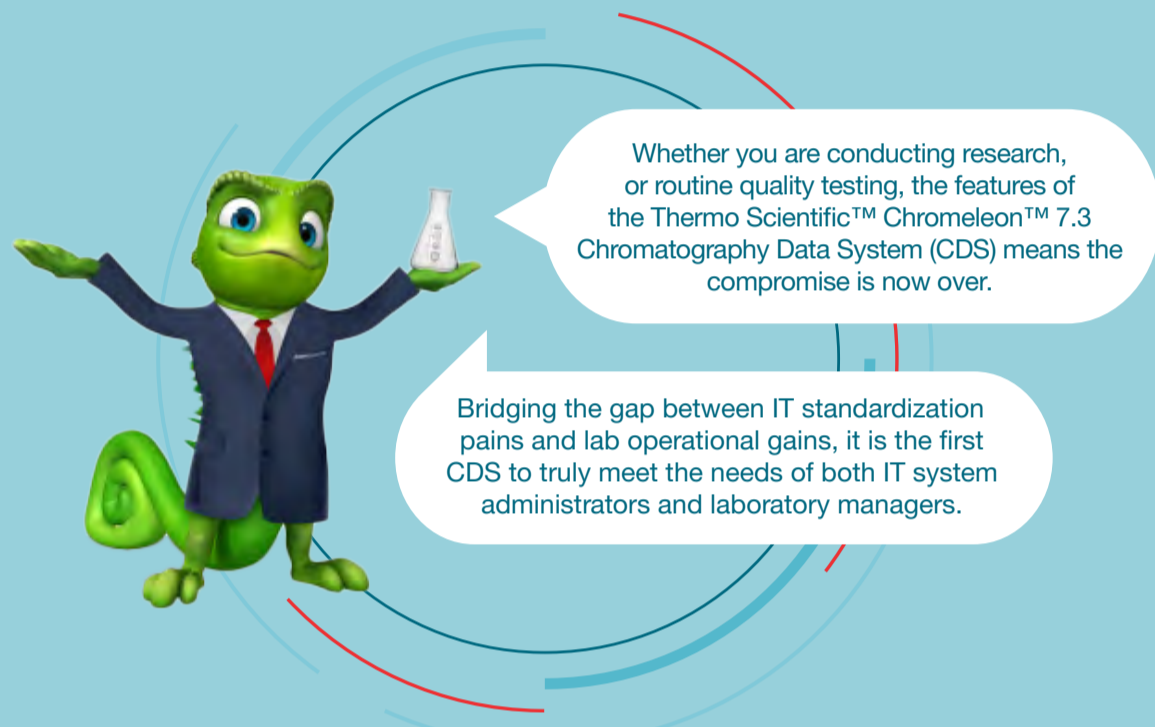 Whether you are conducting research,
or routine quality testing, the features of
the Thermo Scientific™ Chromeleon™ 7.3
Chromatography Data System (CDS) means the
compromise is now over.
Bridging the gap between IT standardization
pains and lab operational gains, it is the first
CDS to truly meet the needs of both IT system
administrators and laboratory managers.